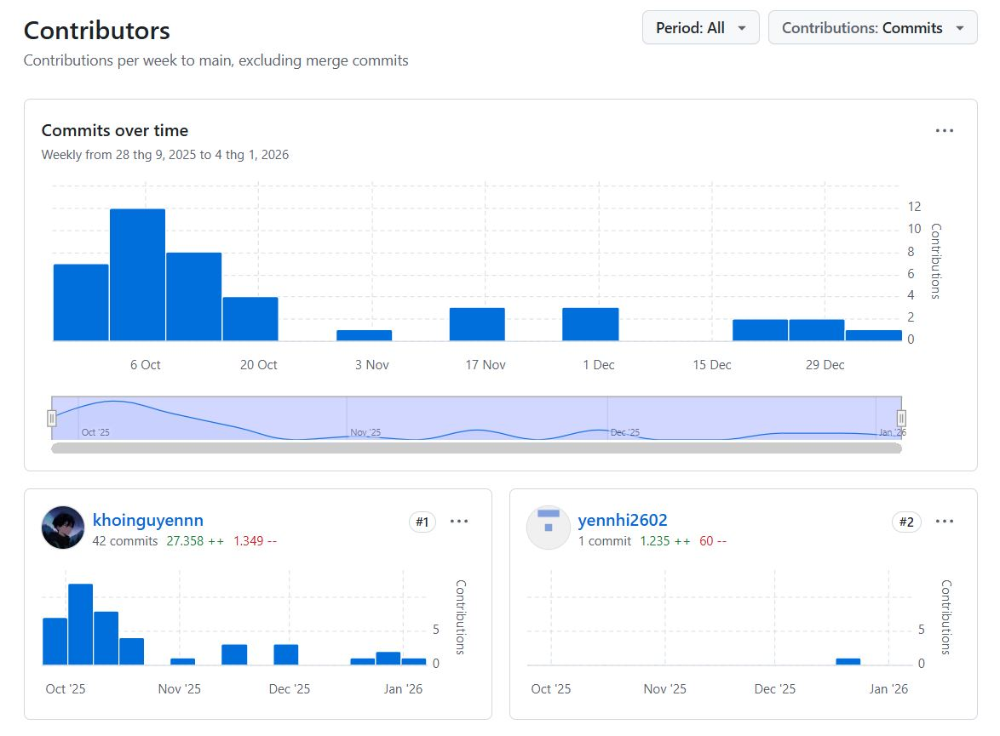 Contributors
Period: All
Contributions: Commits
Contributions per week to main, excluding merge commits
Commits over time
Weekly from 28 thg 9, 2025 to 4 thg 1, 2026
12
10
8
6
4
2
0
Contributions
6 Oct 20 Oct 3 Nov 17 Nov 1 Dec 15 Dec 29 Dec
Oct '25 Nov '25 Dec '25 Jan '26
khoinguyennn
#1
42 commits 27.358 ++ 1.349 --
5
0
Contributions
Oct '25 Nov '25 Dec '25 Jan '26
yennhi2602
#2
1 commit 1.235 ++ 60 --
5
0
Contributions
Oct '25 Nov '25 Dec '25 Jan '26